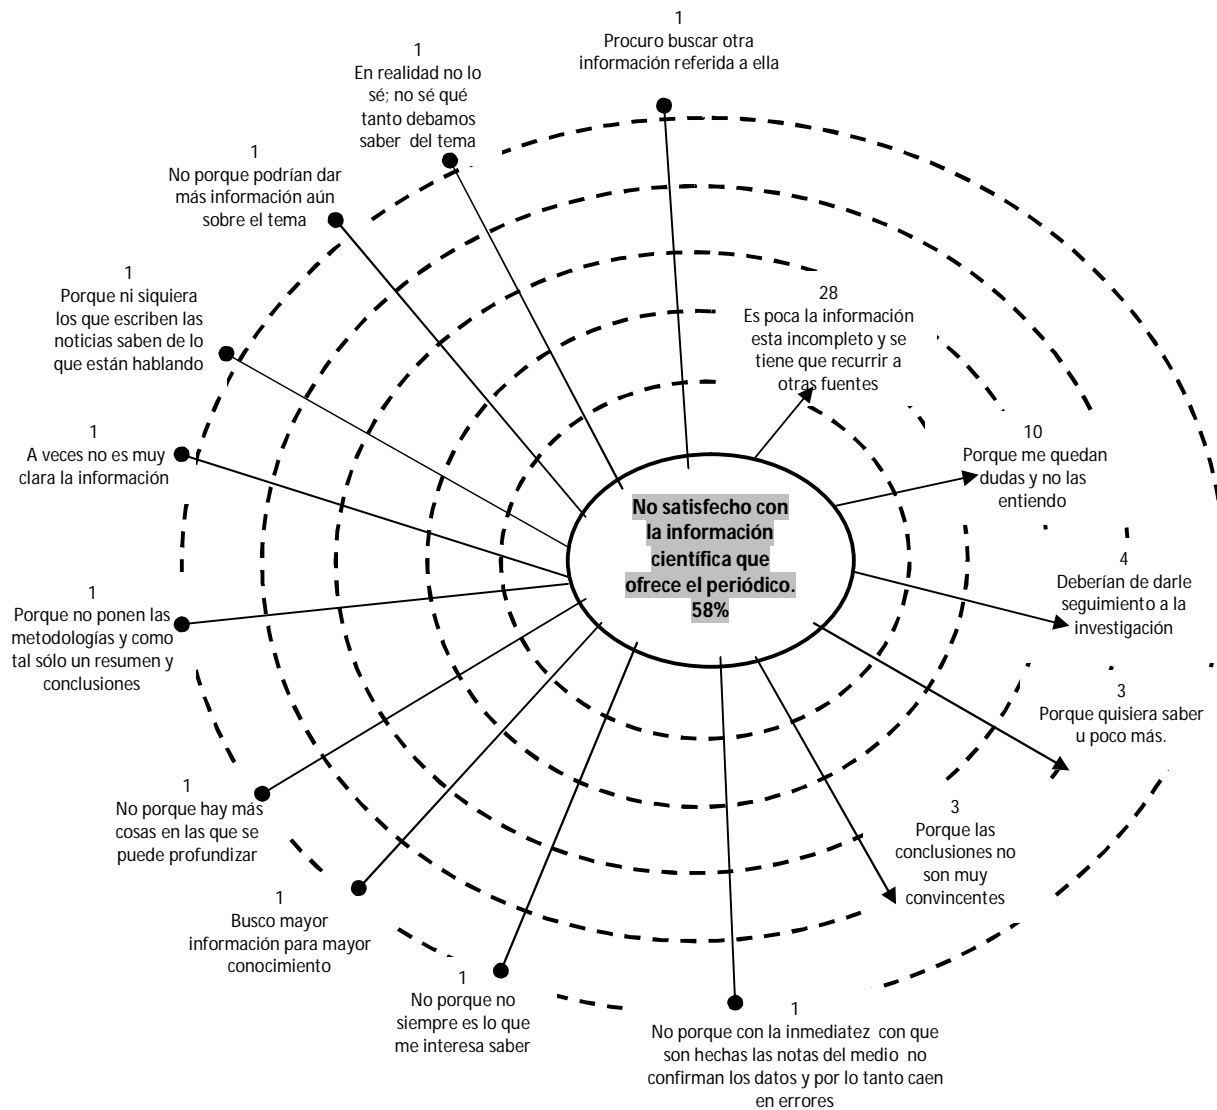 1
Procuro buscar otra
información referida a ella
1
En realidad no lo
sé; no sé qué
tanto debamos
saber del tema
1
No porque podrían dar
más información aún
sobre el tema
1
Porque ni siquiera
los que escriben las
noticias saben de lo
que están hablando
1
A veces no es muy
clara la información
1
Porque no ponen las
metodologías y como
tal sólo un resumen y
conclusiones
1
No porque hay más
cosas en las que se
puede profundizar
1
Busco mayor
información para mayor
conocimiento
1
No porque no
siempre es lo que
me interesa saber
1
No porque con la inmediatez con que
son hechas las notas del medio no
confirman los datos y por lo tanto caen
en errores
3
Porque las
conclusiones no
son muy
convincentes
3
Porque quisiera saber
u poco más.
4
Deberían de darle
seguimiento a la
investigación
10
Porque me quedan
dudas y no las
entiendo
28
Es poca la información
esta incompleto y se
tiene que recurrir a
otras fuentes
No satisfecho con
la información
científica que
ofrece el periódico.
58%